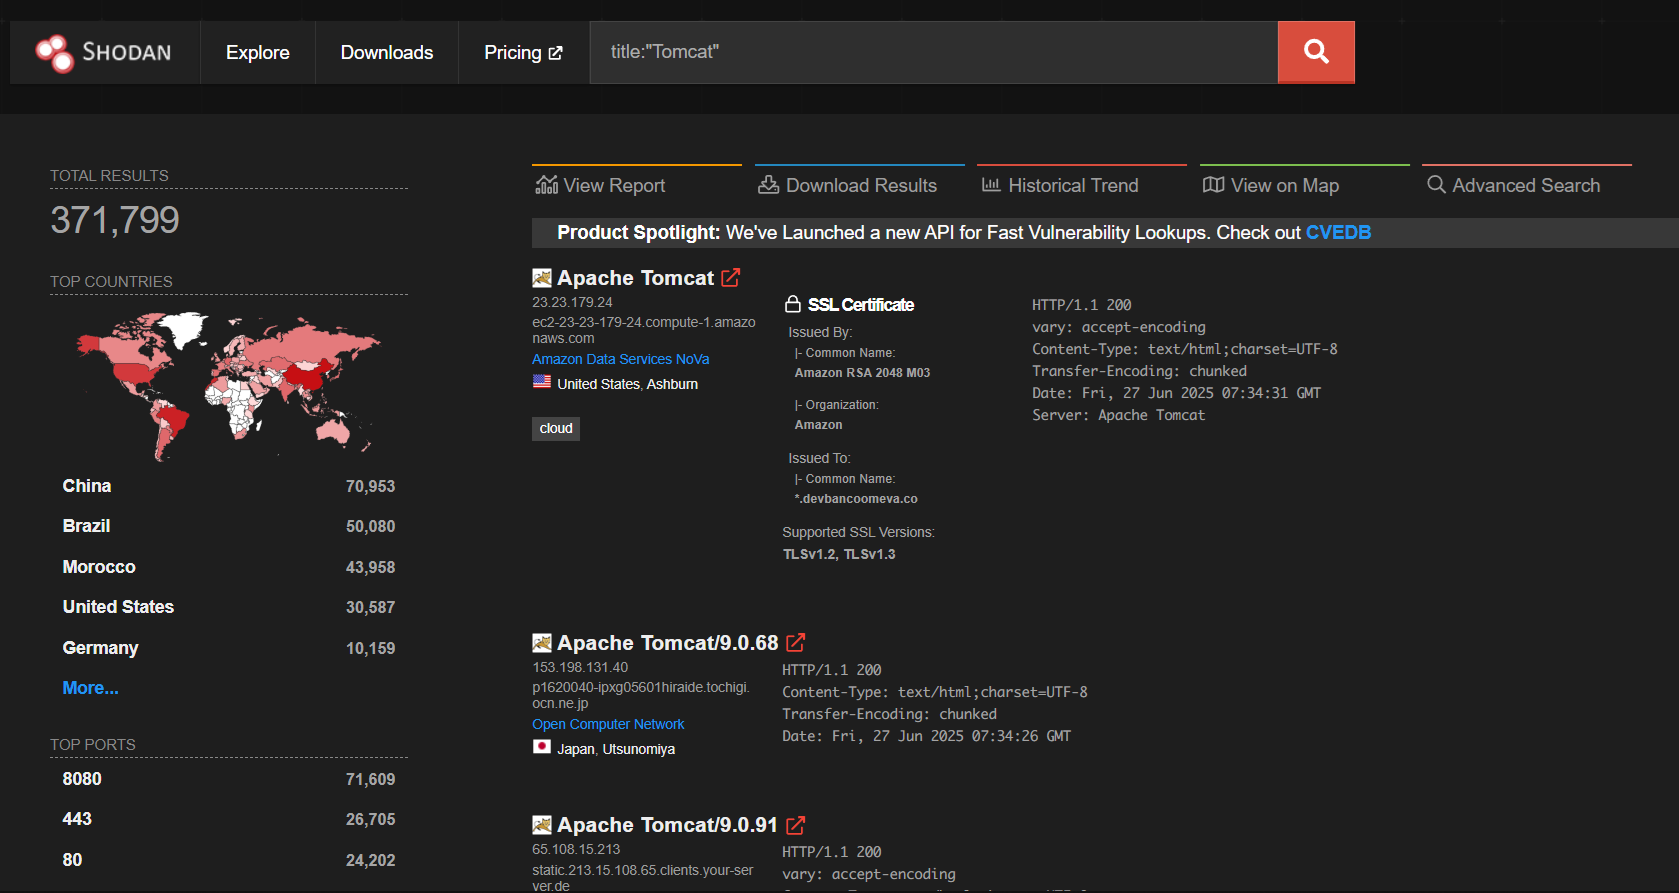 SHODAN
Explore
Downloads
Pricing
title:"Tomcat"
TOTAL RESULTS
371,799
TOP COUNTRIES
China 70,953
Brazil 50,080
Morocco 43,958
United States 30,587
Germany 10,159
More...
TOP PORTS
8080 71,609
443 26,705
80 24,202
View Report
Download Results
Historical Trend
View on Map
Advanced Search
Product Spotlight: We've Launched a new API for Fast Vulnerability Lookups. Check out CVEDB
Apache Tomcat
23.23.179.24
ec2-23-23-179-24.compute-1.amazo
naws.com
Amazon Data Services NoVa
United States, Ashburn
cloud
SSL Certificate
Issued By:
|- Common Name:
Amazon RSA 2048 M03
|- Organization:
Amazon
Issued To:
|- Common Name:
*.devbancoomeva.co
Supported SSL Versions:
TLSv1.2, TLSv1.3
HTTP/1.1 200
vary: accept-encoding
Content-Type: text/html;charset=UTF-8
Transfer-Encoding: chunked
Date: Fri, 27 Jun 2025 07:34:31 GMT
Server: Apache Tomcat
Apache Tomcat/9.0.68
153.198.131.40
p1620040-ipxg05601hiraide.tochigi.
ocn.ne.jp
Open Computer Network
Japan, Utsunomiya
HTTP/1.1 200
Content-Type: text/html;charset=UTF-8
Transfer-Encoding: chunked
Date: Fri, 27 Jun 2025 07:34:26 GMT
Apache Tomcat/9.0.91
65.108.15.213
static.213.15.108.65.clients.your-ser
ver.de
HTTP/1.1 200
vary: accept-encoding